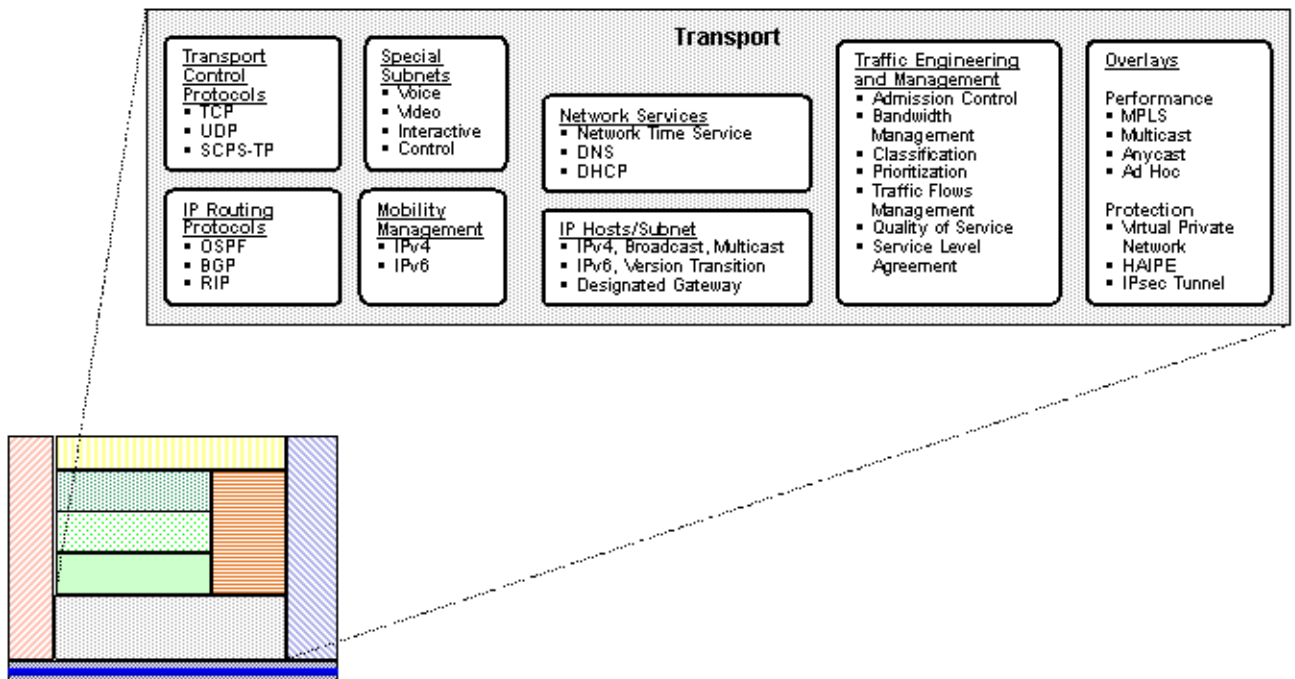 Transport
Transport
Control
Protocols
▪ TCP
▪ UDP
▪ SCPS-TP
Special
Subnets
▪ Voice
▪ Video
▪ Interactive
▪ Control
Network Services
▪ Network Time Service
▪ DNS
▪ DHCP
Traffic Engineering
and Management
▪ Admission Control
▪ Bandwidth
Management
▪ Classification
▪ Prioritization
▪ Traffic Flows
Management
▪ Quality of Service
▪ Service Level
Agreement
Overlays
Performance
▪ MPLS
▪ Multicast
▪ Anycast
▪ Ad Hoc
Protection
▪ Virtual Private
Network
▪ HAIPE
▪ IPsec Tunnel
IP Routing
Protocols
▪ OSPF
▪ BGP
▪ RIP
Mobility
Management
▪ IPv4
▪ IPv6
IP Hosts/Subnet
▪ IPv4, Broadcast, Multicast
▪ IPv6, Version Transition
▪ Designated Gateway